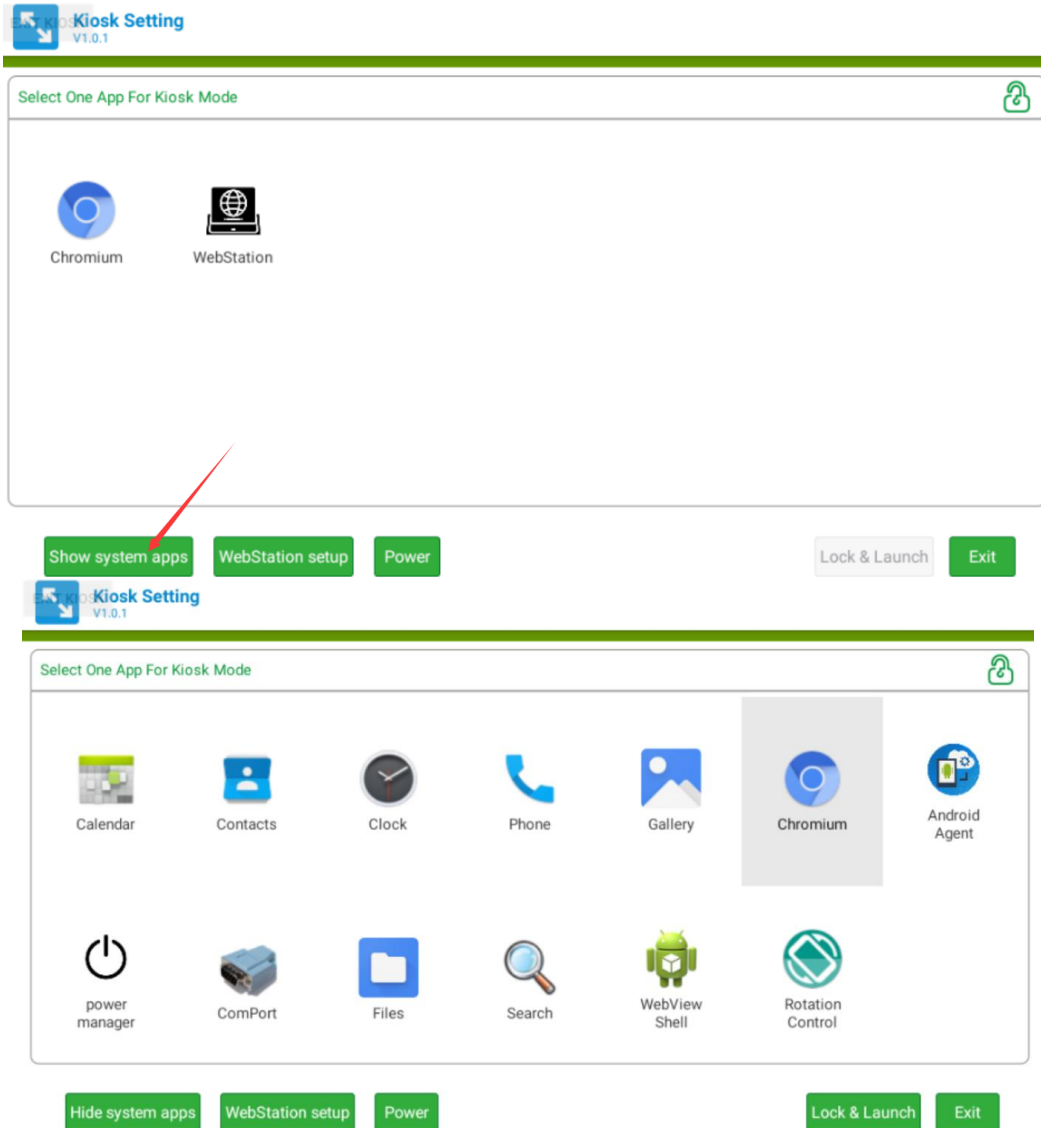 EXIT KIOSK
Kiosk Setting
V1.0.1
Select One App For Kiosk Mode
Chromium
WebStation
Show system apps
WebStation setup
Power
Lock & Launch
Exit
Kiosk Setting
V1.0.1
Select One App For Kiosk Mode
Calendar
Contacts
Clock
Phone
Gallery
Chromium
Android
Agent
power
manager
ComPort
Files
Search
WebView
Shell
Rotation
Control
Hide system apps
WebStation setup
Power
Lock & Launch
Exit